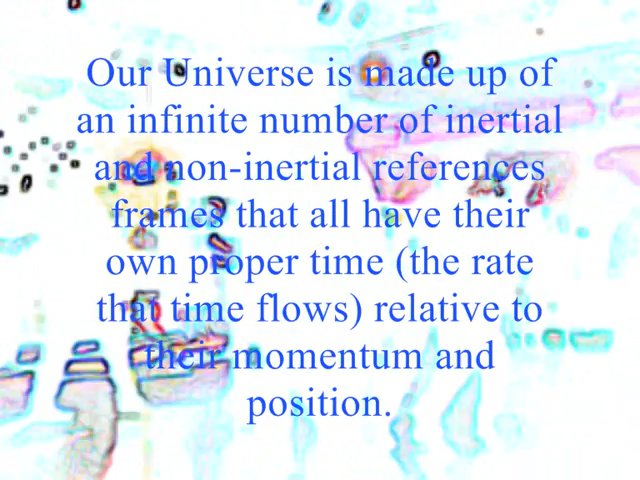 Our Universe is made up of
an infinite number of inertial
and non-inertial references
frames that all have their
own proper time (the rate
that time flows) relative to
their momentum and
position.